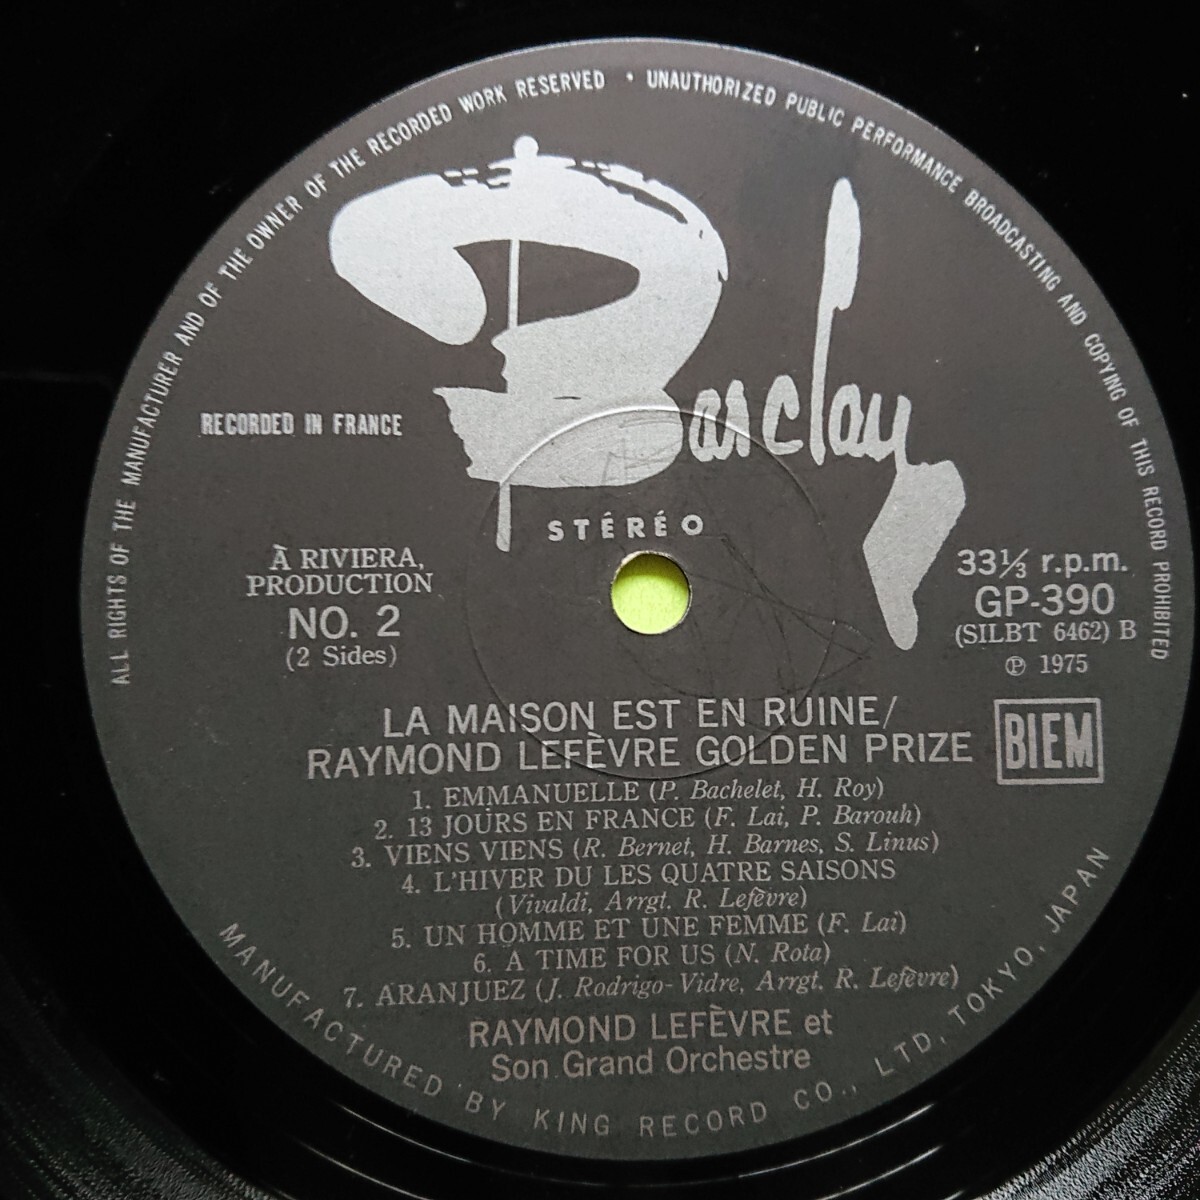 ALL RIGHTS OF THE MANUFACTURER AND OF THE OWNER OF THE RECORDED WORK RESERVED • UNAUTHORIZED PUBLIC PERFORMANCE BROADCASTING AND COPYING OF THIS RECORD PROHIBITED
Barclay
RECORDED IN FRANCE
STÉRÉO
À RIVIERA,
PRODUCTION
NO. 2
(2 Sides)
33⅓ r.p.m.
GP-390
(SILBT 6462) B
℗ 1975
BIEM
LA MAISON EST EN RUINE/
RAYMOND LEFÈVRE GOLDEN PRIZE
1. EMMANUELLE (P. Bachelet, H. Roy)
2. 13 JOURS EN FRANCE (F. Lai, P. Barouh)
3. VIENS VIENS (R. Bernet, H. Barnes, S. Linus)
4. L'HIVER DU LES QUATRE SAISONS
(Vivaldi, Arrgt. R. Lefèvre)
5. UN HOMME ET UNE FEMME (F. Lai)
6. A TIME FOR US (N. Rota)
7. ARANJUEZ (J. Rodrigo-Vidre, Arrgt. R. Lefèvre)
RAYMOND LEFÈVRE et
Son Grand Orchestre
MANUFACTURED BY KING RECORD CO., LTD, TOKYO, JAPAN